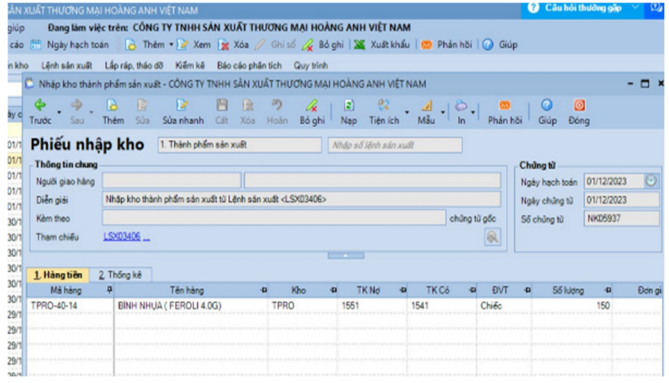 SẢN XUẤT THƯƠNG MẠI HOÀNG ANH VIỆT NAM
Câu hỏi thường gặp
giúp Đang làm việc trên: CÔNG TY TNHH SẢN XUẤT THƯƠNG MẠI HOÀNG ANH VIỆT NAM
cáo Ngày hạch toán Thêm Xem Xóa Ghi sổ Bỏ ghi Xuất khẩu Phản hồi Giúp
n kho Lệnh sản xuất Lắp ráp, tháo dỡ Kiểm kê Báo cáo phân tích Quy trình
Nhập kho thành phẩm sản xuất - CÔNG TY TNHH SẢN XUẤT THƯƠNG MẠI HOÀNG ANH VIỆT NAM
Trước Sau Thêm Sửa Sửa nhanh Cất Xóa Hoãn Bỏ ghi Nạp Tiện ích Mẫu In Phản hồi Giúp Đóng
Phiếu nhập kho 1. Thành phẩm sản xuất Nhập số lệnh sản xuất
Thông tin chung Chứng từ
Người giao hàng Ngày hạch toán 01/12/2023
Diễn giải Nhập kho thành phẩm sản xuất từ Lệnh sản xuất <LSX03406> Ngày chứng từ 01/12/2023
Kèm theo chứng từ gốc Số chứng từ NK05937
Tham chiếu LSX03406 ...
1. Hàng tiền 2. Thống kê
Mã hàng Tên hàng Kho TK Nợ TK Có ĐVT Số lượng Đơn gi
TPRO-40-14 BÌNH NHỰA ( FEROLI 4.0G) TPRO 1551 1541 Chiếc 150